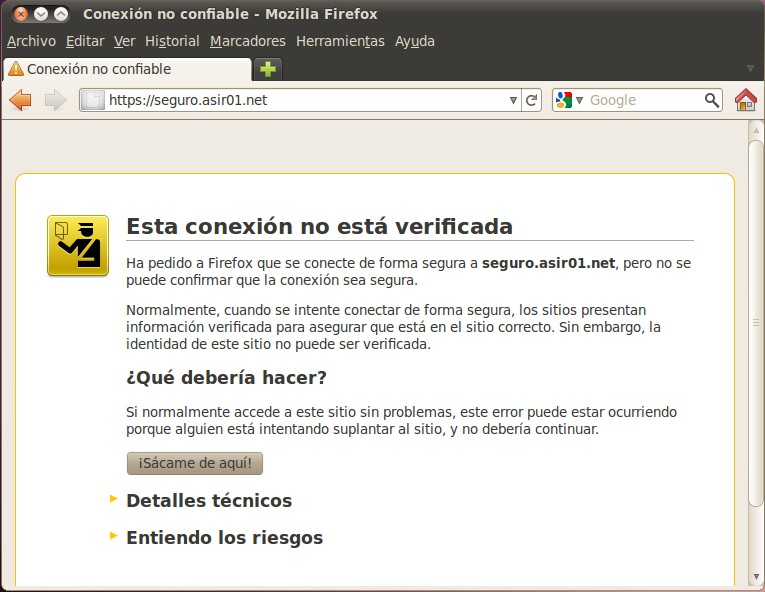 Conexión no confiable - Mozilla Firefox
Archivo Editar Ver Historial Marcadores Herramientas Ayuda
Conexión no confiable
https://seguro.asir01.net
Google
Esta conexión no está verificada
Ha pedido a Firefox que se conecte de forma segura a seguro.asir01.net, pero no se
puede confirmar que la conexión sea segura.
Normalmente, cuando se intente conectar de forma segura, los sitios presentan
información verificada para asegurar que está en el sitio correcto. Sin embargo, la
identidad de este sitio no puede ser verificada.
¿Qué debería hacer?
Si normalmente accede a este sitio sin problemas, este error puede estar ocurriendo
porque alguien está intentando suplantar al sitio, y no debería continuar.
¡Sácame de aquí!
Detalles técnicos
Entiendo los riesgos